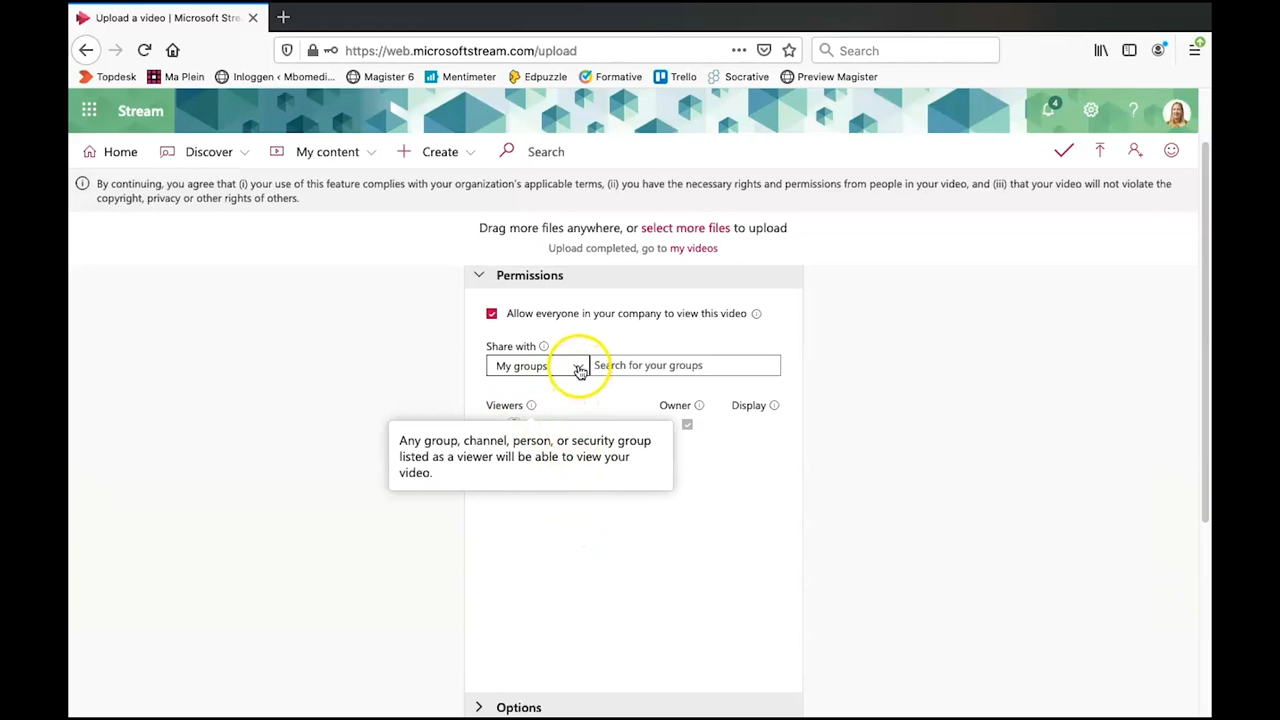 Upload a video | Microsoft Stre
https://web.microsoftstream.com/upload
Search
Topdesk Ma Plein Inloggen ‹ Mbomedi... Magister 6 Mentimeter Edpuzzle Formative Trello Socrative Preview Magister
Stream
4
?
Home Discover My content Create Search
By continuing, you agree that (i) your use of this feature complies with your organization's applicable terms, (ii) you have the necessary rights and permissions from people in your video, and (iii) that your video will not violate the
copyright, privacy or other rights of others.
Drag more files anywhere, or select more files to upload
Upload completed, go to my videos
Permissions
Allow everyone in your company to view this video
Share with
My groups Search for your groups
Viewers Owner Display
Any group, channel, person, or security group
listed as a viewer will be able to view your
video.
Options